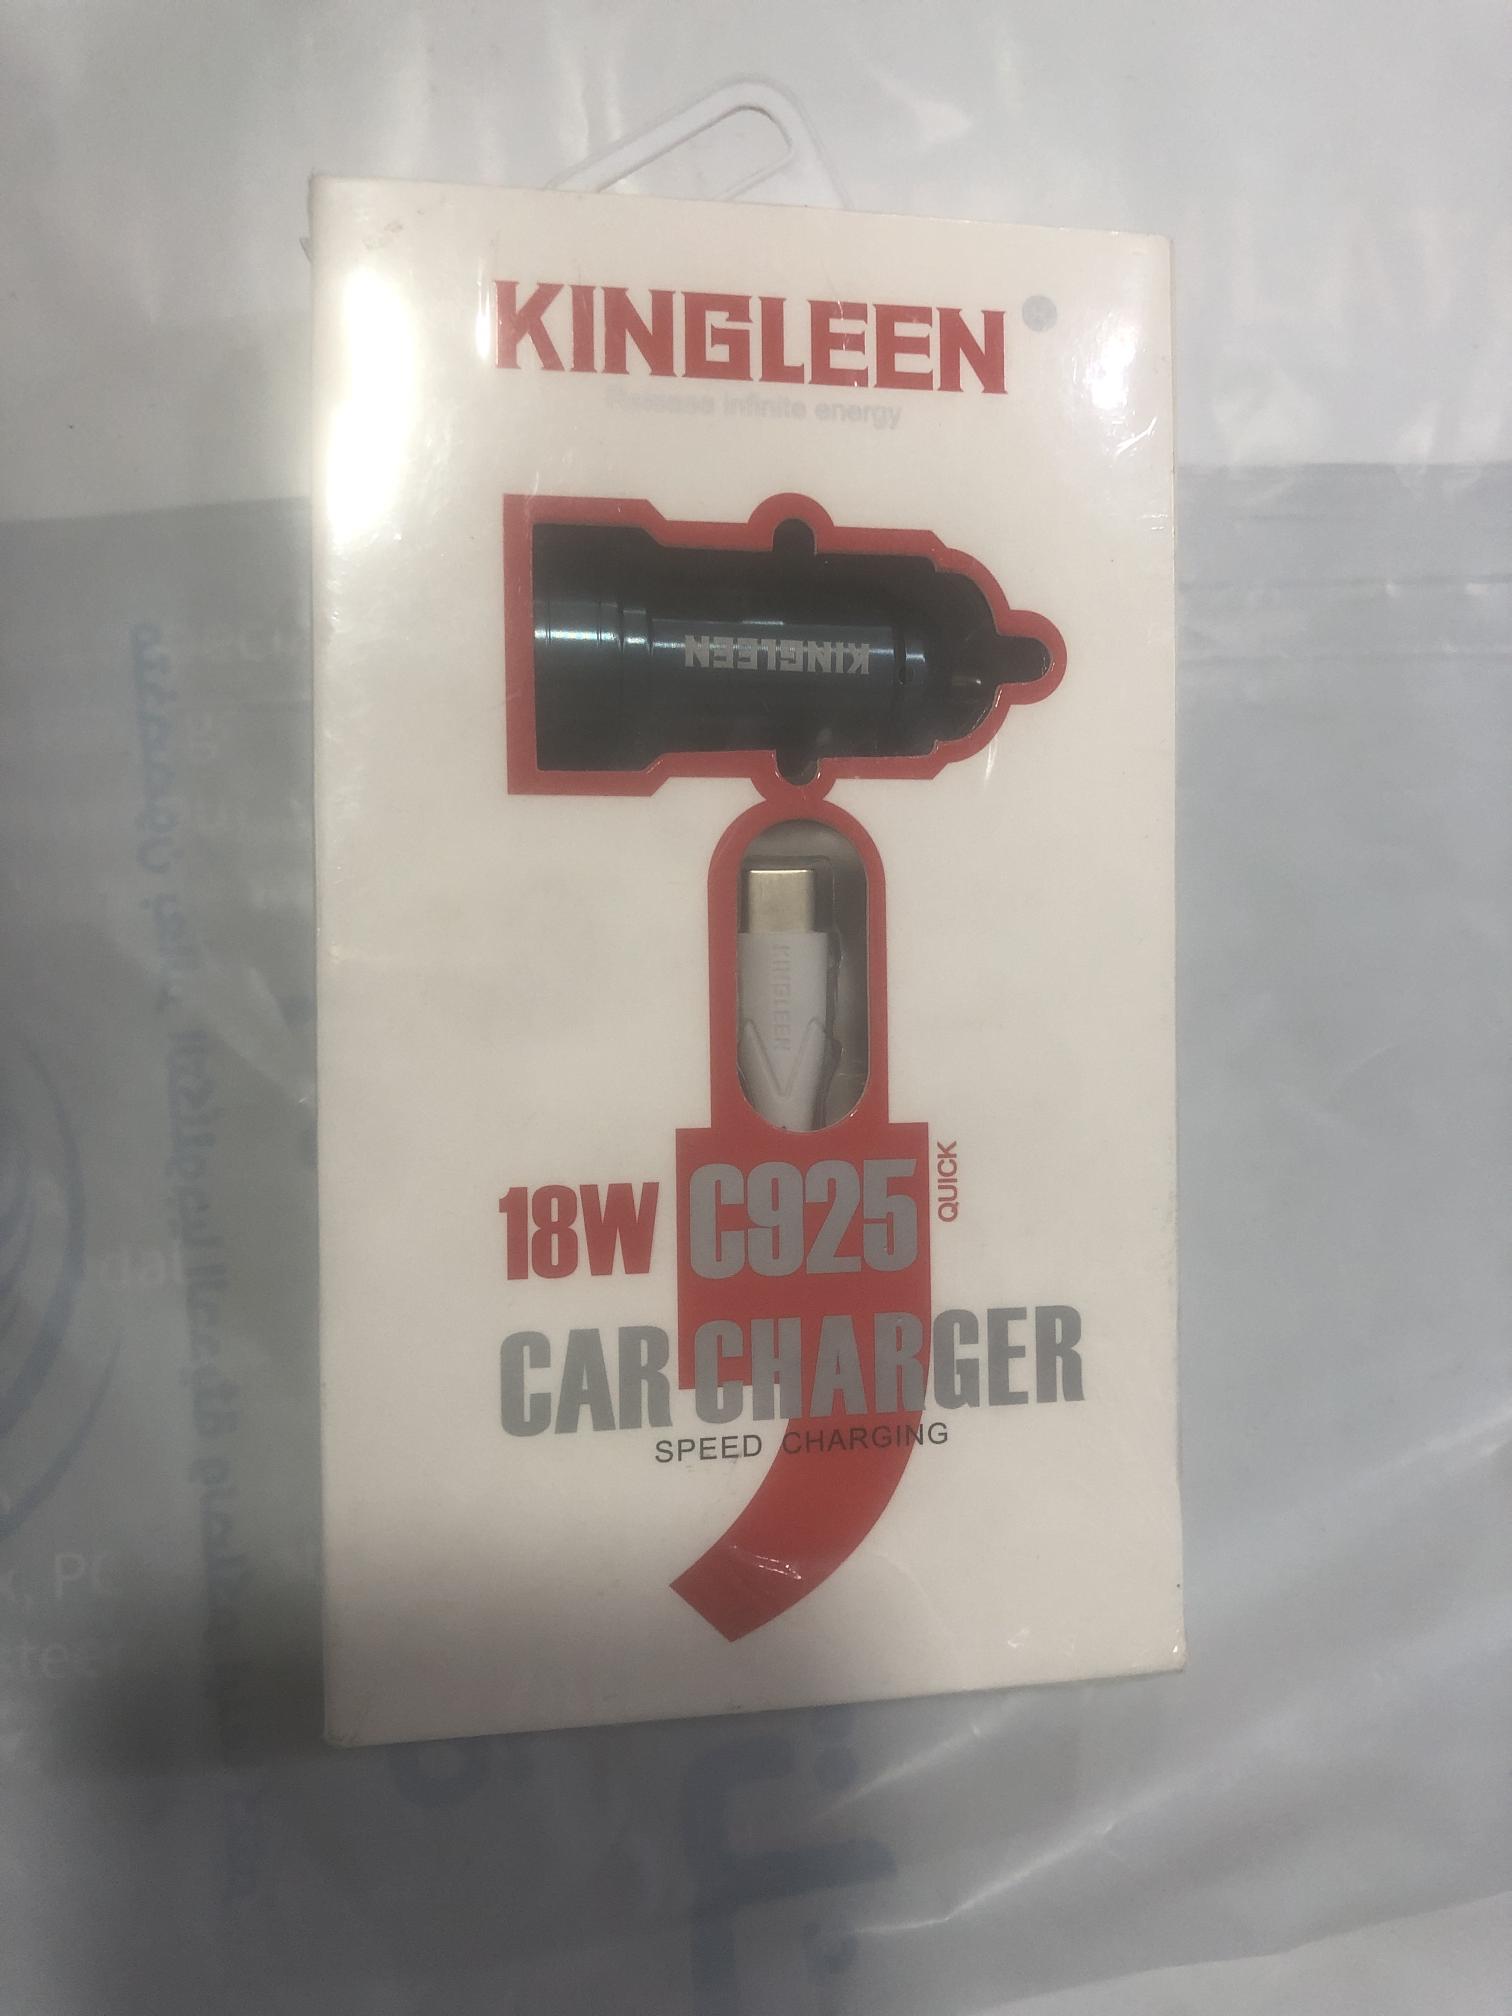 KINGLEEN
Release infinite energy
KINGLEEN
KINGLEEN
18W C925 QUICK
CAR CHARGER
SPEED CHARGING